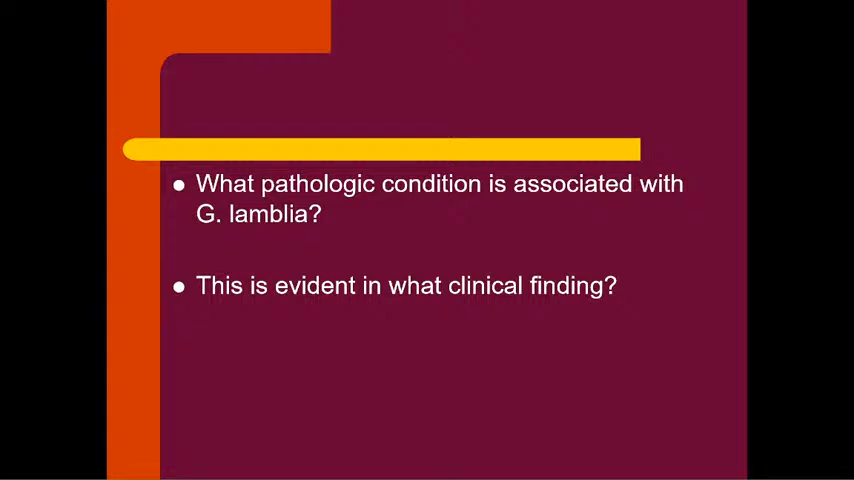 ● What pathologic condition is associated with
G. lamblia?
● This is evident in what clinical finding?